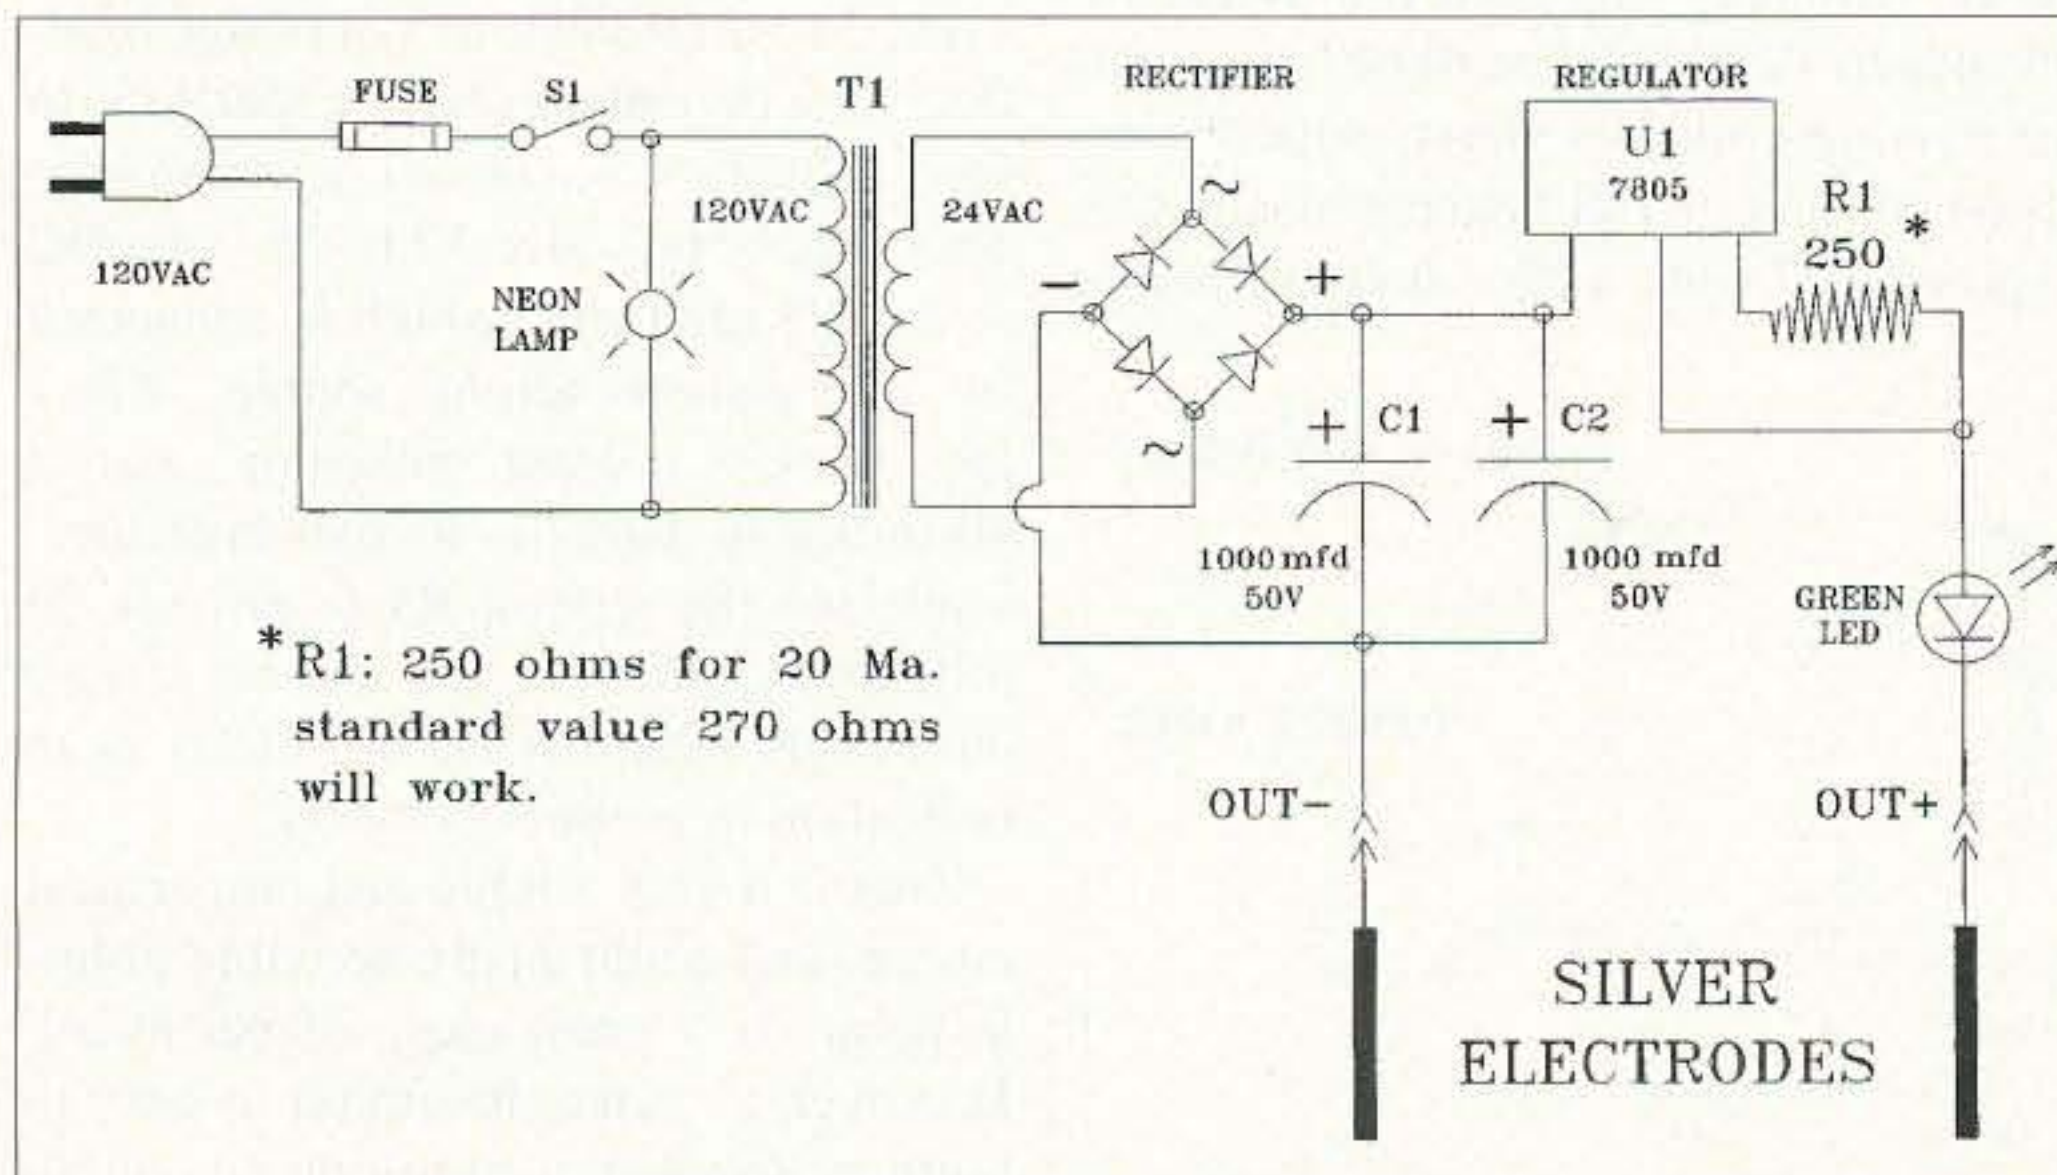 FUSE
S1
T1
RECTIFIER
REGULATOR
U1
7805
R1
250 *
120VAC
24VAC
~
120VAC
NEON
LAMP
−
+
+ C1
+ C2
~
1000 mfd
50V
1000 mfd
50V
GREEN
LED
* R1: 250 ohms for 20 Ma.
standard value 270 ohms
will work.
OUT−
OUT+
SILVER
ELECTRODES